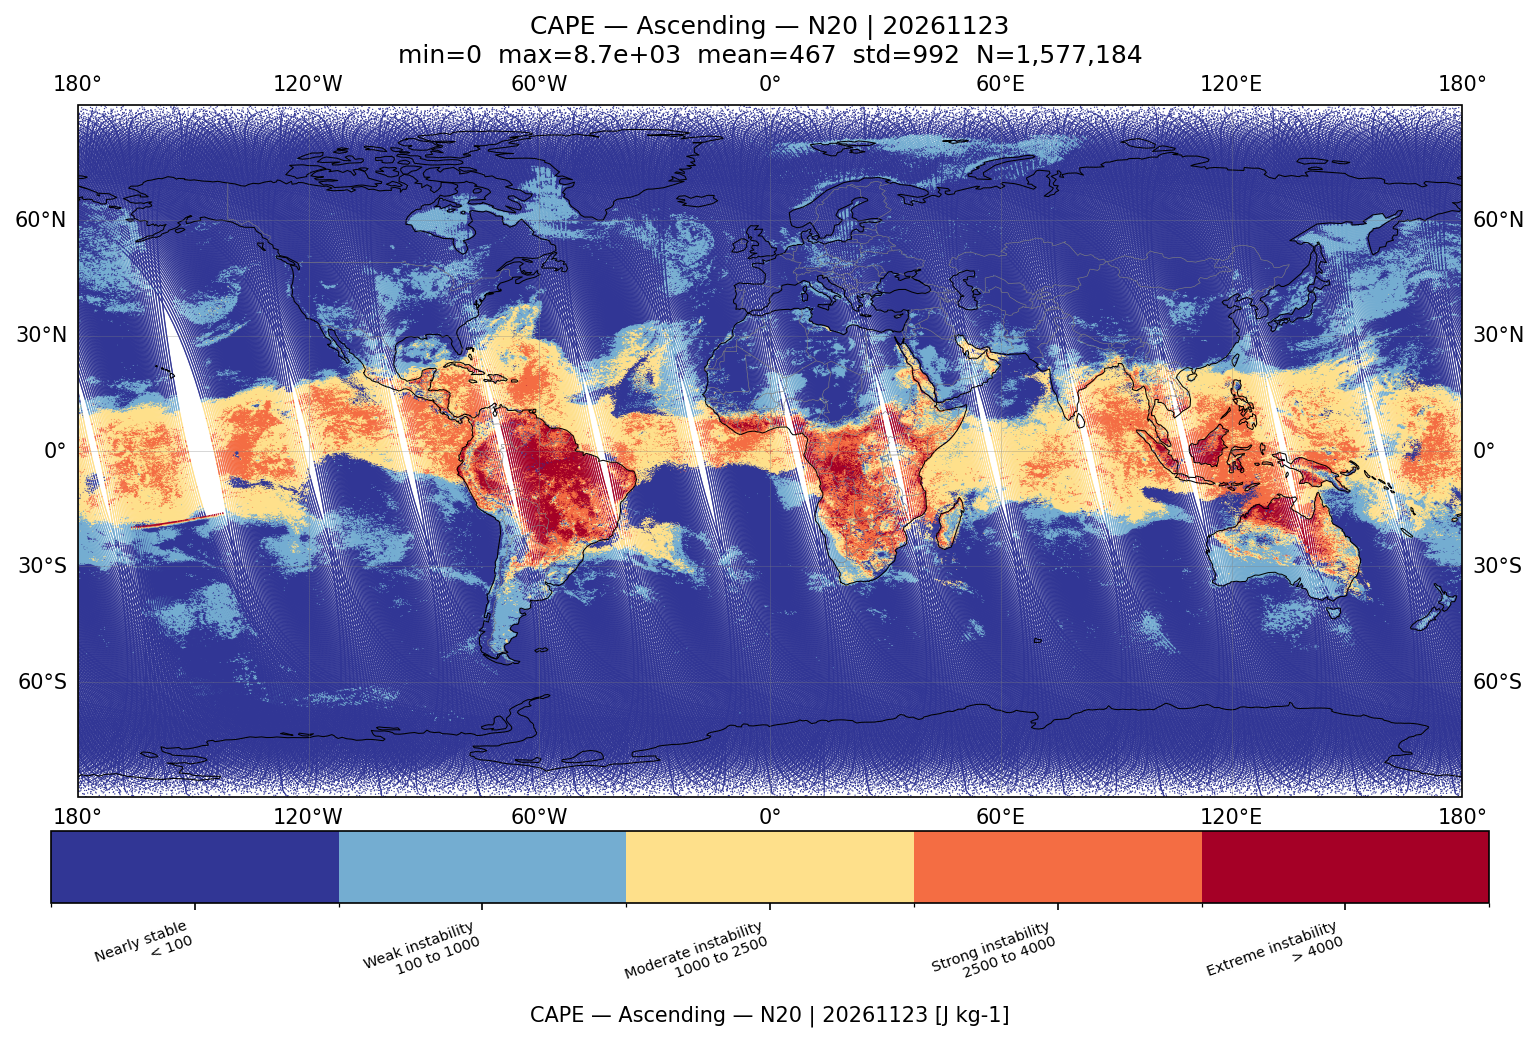 CAPE — Ascending — N20 | 20261123
min=0  max=8.7e+03  mean=467  std=992  N=1,577,184
180° 120°W 60°W 0° 60°E 120°E 180°
60°N 60°N
30°N 30°N
0° 0°
30°S 30°S
60°S 60°S
180° 120°W 60°W 0° 60°E 120°E 180°
Nearly stable
< 100
Weak instability
100 to 1000
Moderate instability
1000 to 2500
Strong instability
2500 to 4000
Extreme instability
> 4000
CAPE — Ascending — N20 | 20261123 [J kg-1]